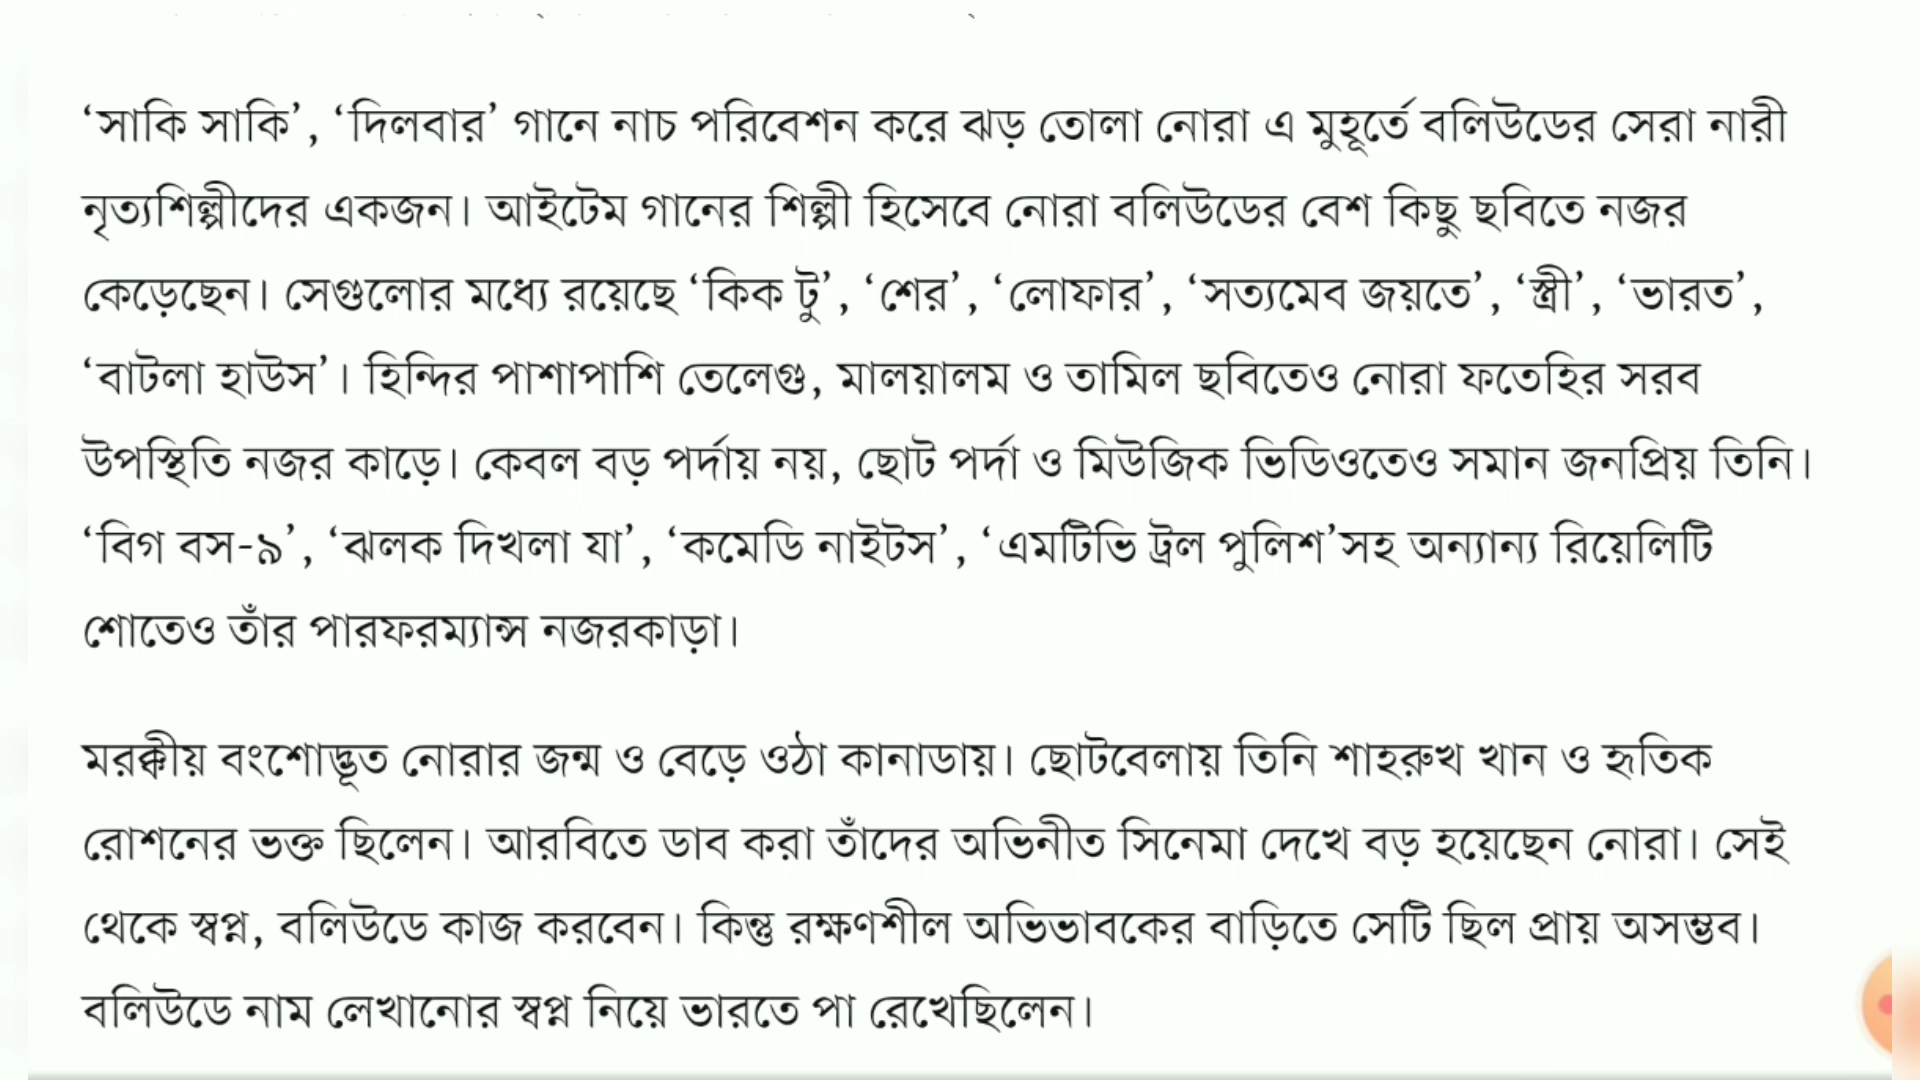 ‘সাকি সাকি’, ‘দিলবার’ গানে নাচ পরিবেশন করে ঝড় তোলা নোরা এ মুহূর্তে বলিউডের সেরা নারী
নৃত্যশিল্পীদের একজন। আইটেম গানের শিল্পী হিসেবে নোরা বলিউডের বেশ কিছু ছবিতে নজর
কেড়েছেন। সেগুলোর মধ্যে রয়েছে ‘কিক টু’, ‘শের’, ‘লোফার’, ‘সত্যমেব জয়তে’, ‘স্ত্রী’, ‘ভারত’,
‘বাটলা হাউস’। হিন্দির পাশাপাশি তেলেগু, মালয়ালম ও তামিল ছবিতেও নোরা ফতেহির সরব
উপস্থিতি নজর কাড়ে। কেবল বড় পর্দায় নয়, ছোট পর্দা ও মিউজিক ভিডিওতেও সমান জনপ্রিয় তিনি।
‘বিগ বস-৯’, ‘ঝলক দিখলা যা’, ‘কমেডি নাইটস’, ‘এমটিভি ট্রল পুলিশ’সহ অন্যান্য রিয়েলিটি
শোতেও তাঁর পারফরম্যান্স নজরকাড়া।
মরক্কীয় বংশোদ্ভূত নোরার জন্ম ও বেড়ে ওঠা কানাডায়। ছোটবেলায় তিনি শাহরুখ খান ও হৃতিক
রোশনের ভক্ত ছিলেন। আরবিতে ডাব করা তাঁদের অভিনীত সিনেমা দেখে বড় হয়েছেন নোরা। সেই
থেকে স্বপ্ন, বলিউডে কাজ করবেন। কিন্তু রক্ষণশীল অভিভাবকের বাড়িতে সেটি ছিল প্রায় অসম্ভব।
বলিউডে নাম লেখানোর স্বপ্ন নিয়ে ভারতে পা রেখেছিলেন।